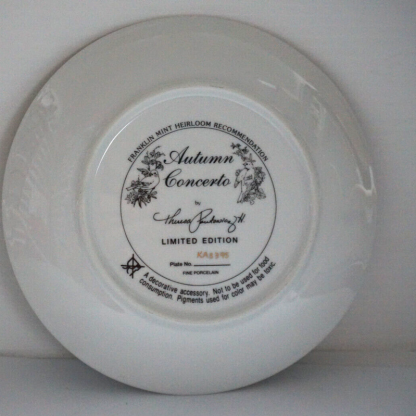 FRANKLIN MINT HEIRLOOM RECOMMENDATION
Autumn
Concerto
by
LIMITED EDITION
Plate No.
FINE PORCELAIN
A decorative accessory. Not to be used for food
consumption. Pigments used for color may be toxic.